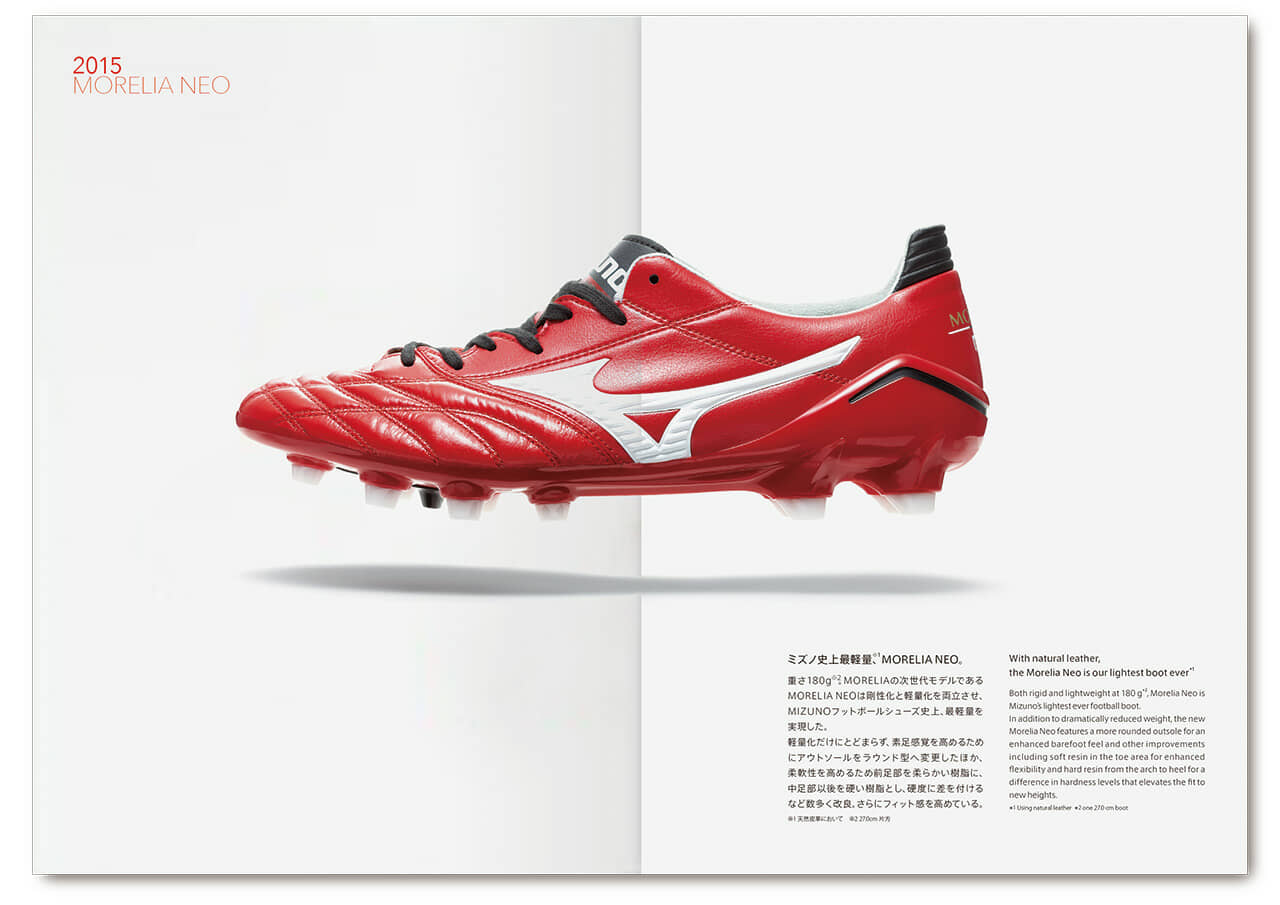 2015
MORELIA NEO
ミズノ史上最軽量、※1 MORELIA NEO。
重さ180g※2 MORELIAの次世代モデルである
MORELIA NEOは剛性化と軽量化を両立させ、
MIZUNOフットボールシューズ史上、最軽量を
実現した。
軽量化だけにとどまらず、素足感覚を高めるため
にアウトソールをラウンド型へ変更したほか、
柔軟性を高めるため前足部を柔らかい樹脂に、
中足部以後を硬い樹脂とし、硬度に差を付ける
など数多く改良。さらにフィット感を高めている。
※1 天然皮革において ※2 27.0cm 片方
With natural leather,
the Morelia Neo is our lightest boot ever*1
Both rigid and lightweight at 180 g*2, Morelia Neo is
Mizuno's lightest ever football boot.
In addition to dramatically reduced weight, the new
Morelia Neo features a more rounded outsole for an
enhanced barefoot feel and other improvements
including soft resin in the toe area for enhanced
flexibility and hard resin from the arch to heel for a
difference in hardness levels that elevates the fit to
new heights.
*1 Using natural leather *2 one 27.0 cm boot